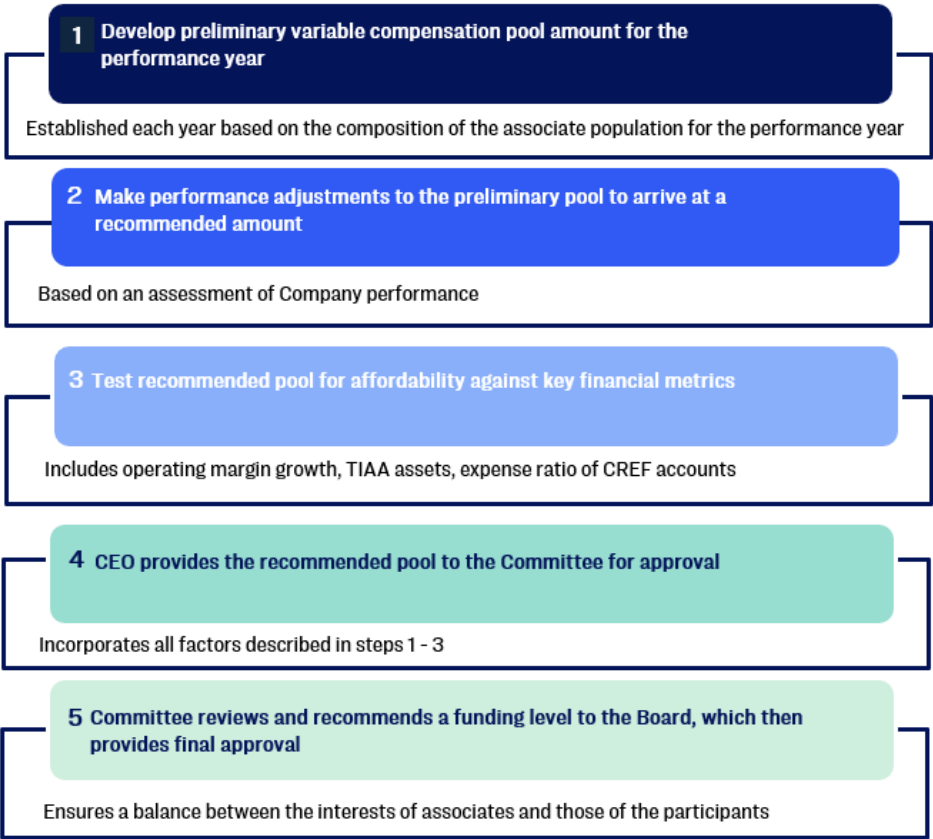 1 Develop preliminary variable compensation pool amount for the
performance year
Established each year based on the composition of the associate population for the performance year
2 Make performance adjustments to the preliminary pool to arrive at a
recommended amount
Based on an assessment of Company performance
3 Test recommended pool for affordability against key financial metrics
Includes operating margin growth, TIAA assets, expense ratio of CREF accounts
4 CEO provides the recommended pool to the Committee for approval
Incorporates all factors described in steps 1 - 3
5 Committee reviews and recommends a funding level to the Board, which then
provides final approval
Ensures a balance between the interests of associates and those of the participants